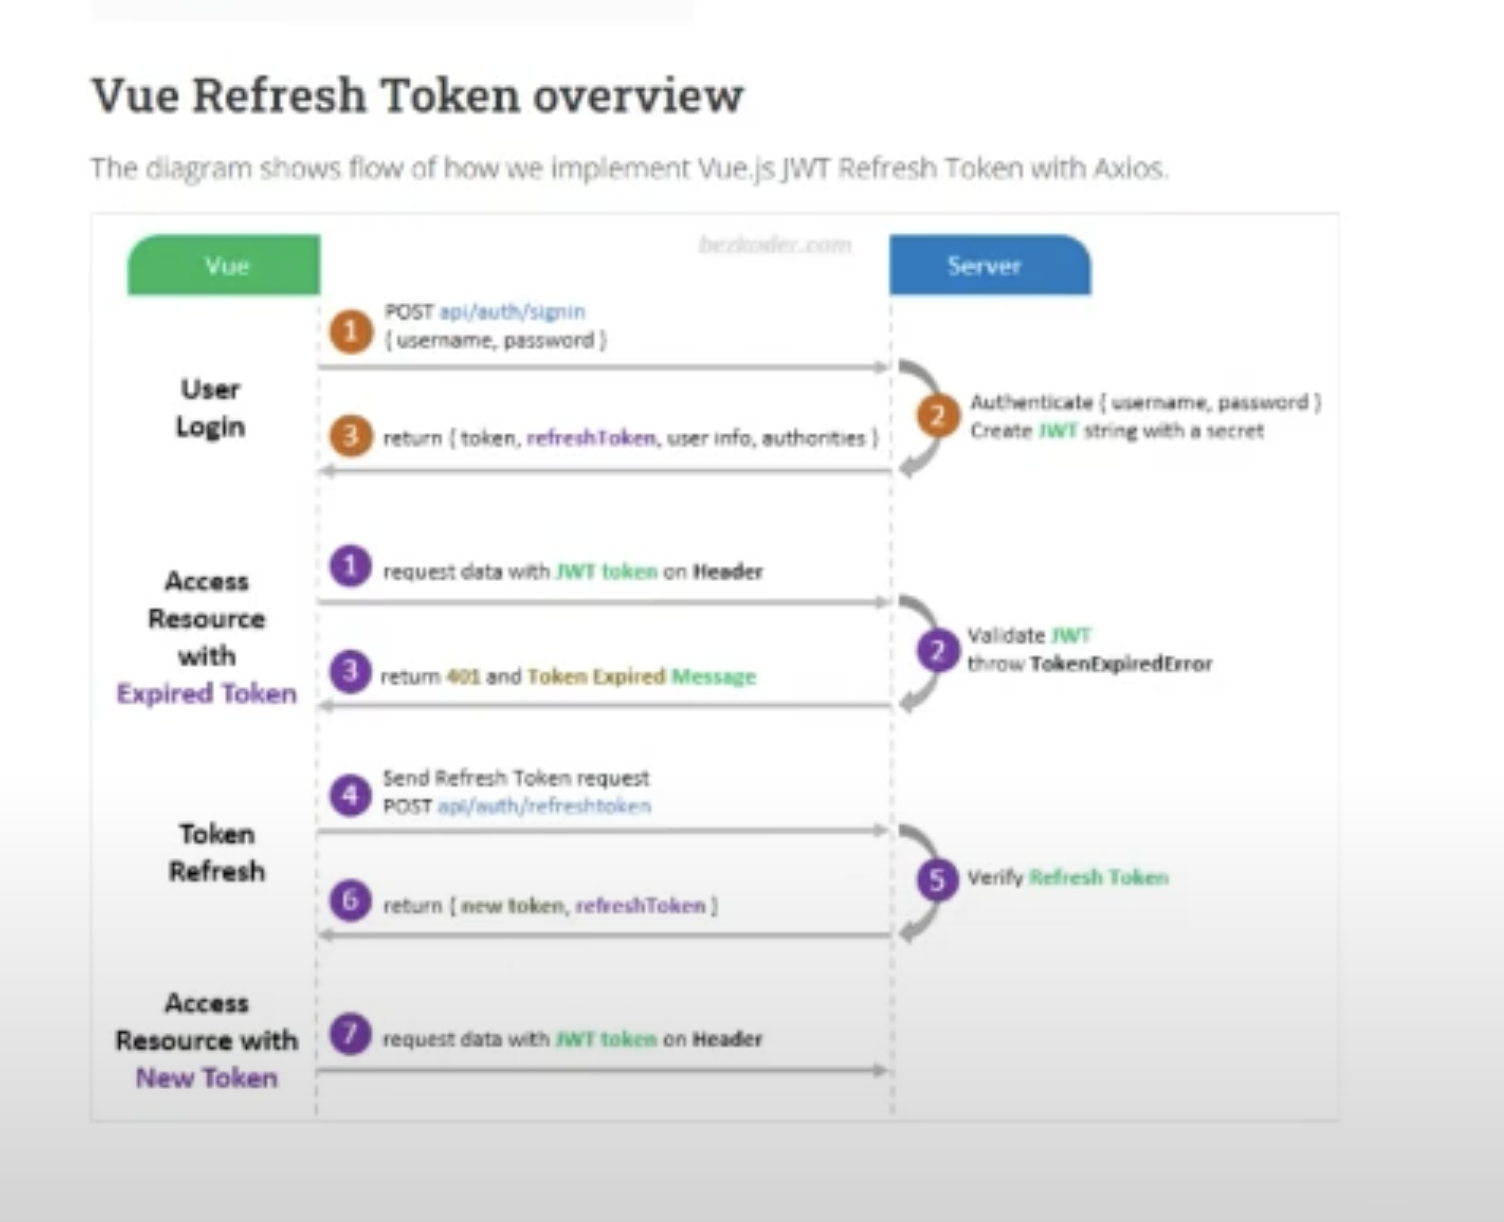 Vue Refresh Token overview
The diagram shows flow of how we implement Vue.js JWT Refresh Token with Axios.
bezkoder.com
Vue
Server
1
POST api/auth/signin
{ username, password }
User
Login
2
Authenticate { username, password }
Create JWT string with a secret
3
return { token, refreshToken, user info, authorities }
Access
Resource
with
Expired Token
1
request data with JWT token on Header
2
Validate JWT
throw TokenExpiredError
3
return 401 and Token Expired Message
Token
Refresh
4
Send Refresh Token request
POST api/auth/refreshtoken
5
Verify Refresh Token
6
return { new token, refreshToken }
Access
Resource with
New Token
7
request data with JWT token on Header